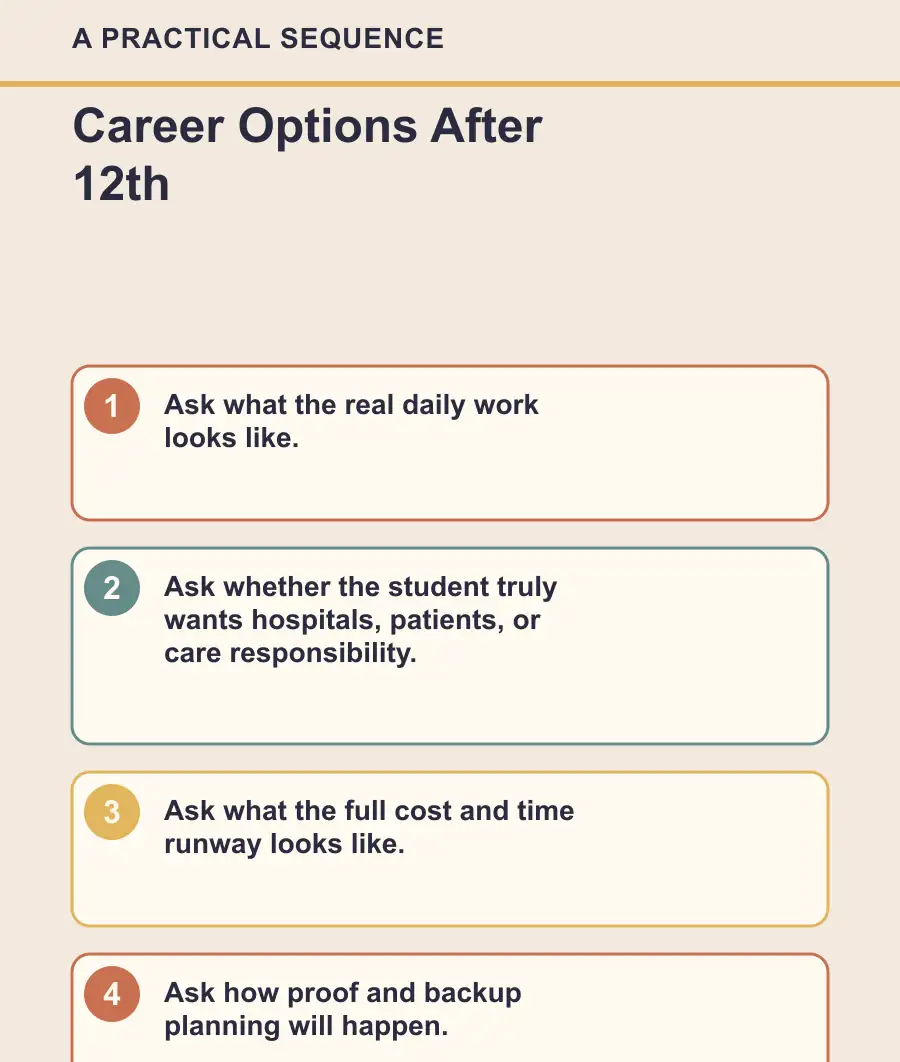 A PRACTICAL SEQUENCE
Career Options After
12th
1
Ask what the real daily work
looks like.
2
Ask whether the student truly
wants hospitals, patients, or
care responsibility.
3
Ask what the full cost and time
runway looks like.
4
Ask how proof and backup
planning will happen.